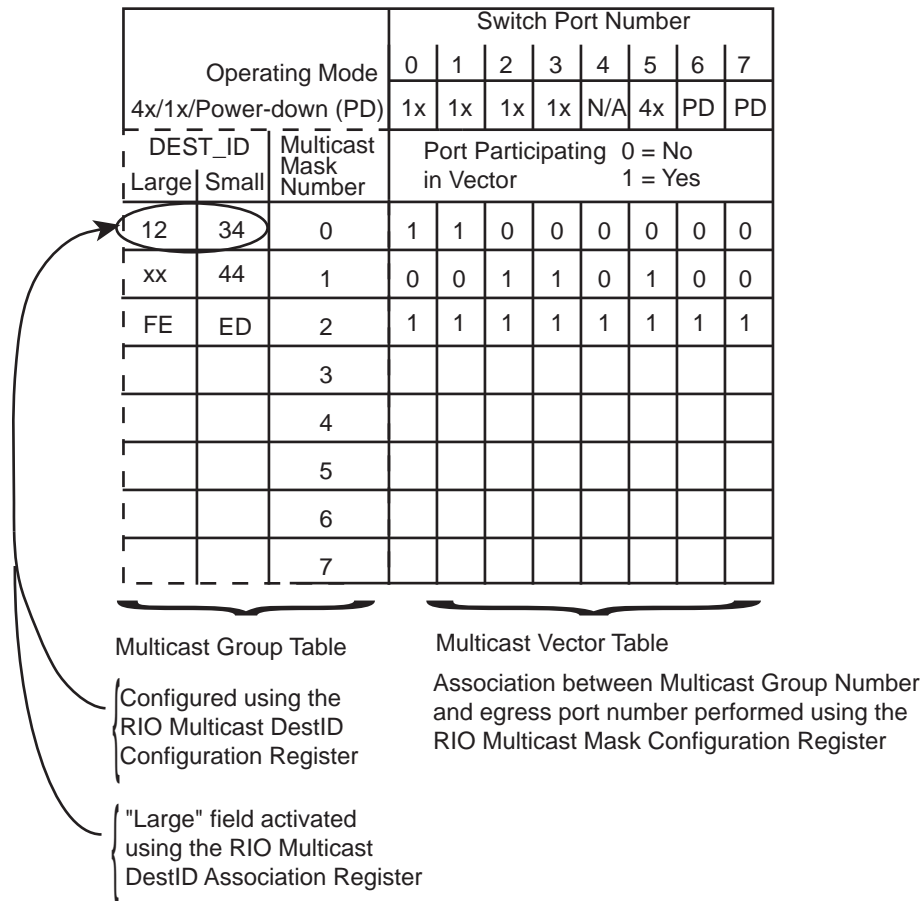 Switch Port Number
Operating Mode 0 1 2 3 4 5 6 7
4x/1x/Power-down (PD) 1x 1x 1x 1x N/A 4x PD PD
DEST_ID Multicast Mask Number Port Participating in Vector 0 = No 1 = Yes
Large Small
12 34 0 1 1 0 0 0 0 0 0
xx 44 1 0 0 1 1 0 1 0 0
FE ED 2 1 1 1 1 1 1 1 1
3
4
5
6
7
Multicast Group Table
Multicast Vector Table
Configured using the
RIO Multicast DestID
Configuration Register
Association between Multicast Group Number
and egress port number performed using the
RIO Multicast Mask Configuration Register
"Large" field activated
using the RIO Multicast
DestID Association Register